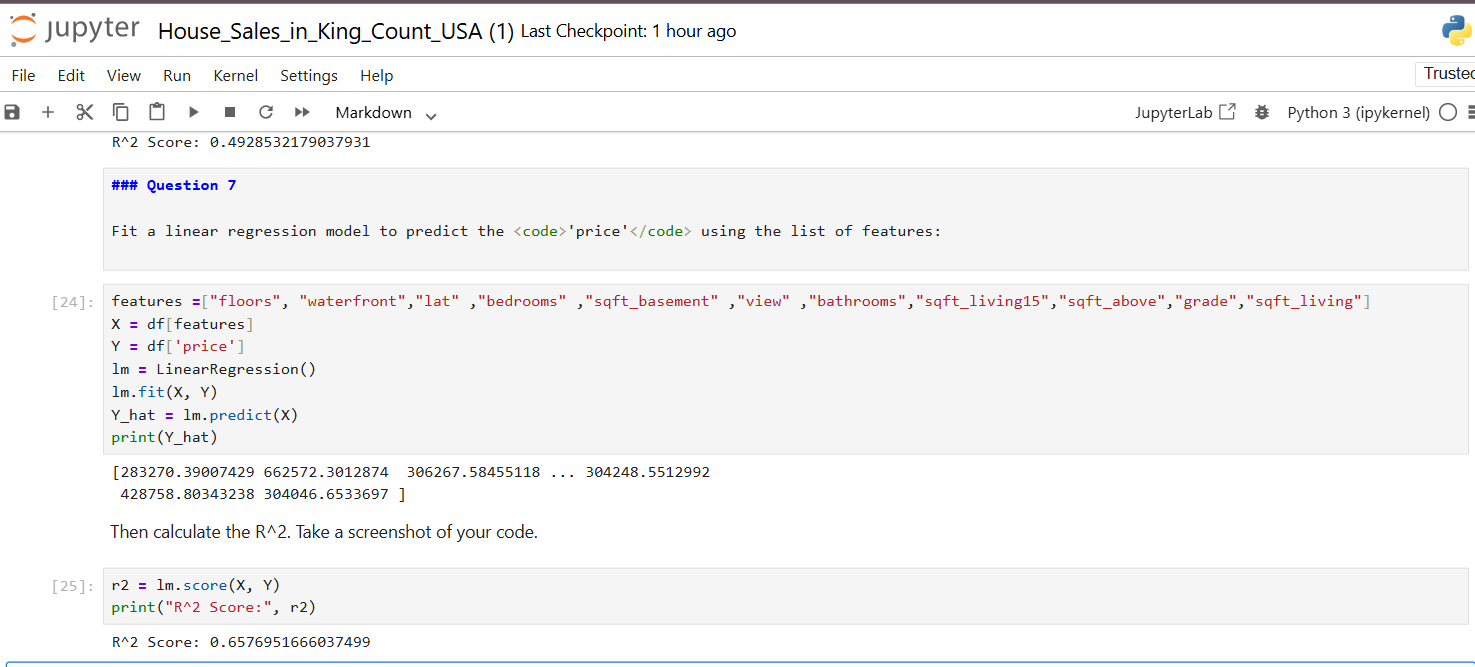 jupyter House_Sales_in_King_Count_USA (1) Last Checkpoint: 1 hour ago
File Edit View Run Kernel Settings Help
Trusted
Markdown JupyterLab Python 3 (ipykernel)
R^2 Score: 0.4928532179037931
### Question 7
Fit a linear regression model to predict the <code>'price'</code> using the list of features:
[24]: features =["floors", "waterfront","lat" ,"bedrooms" ,"sqft_basement" ,"view" ,"bathrooms","sqft_living15","sqft_above","grade","sqft_living"]
X = df[features]
Y = df['price']
lm = LinearRegression()
lm.fit(X, Y)
Y_hat = lm.predict(X)
print(Y_hat)
[283270.39007429 662572.3012874  306267.58455118 ... 304248.5512992
428758.80343238 304046.6533697 ]
Then calculate the R^2. Take a screenshot of your code.
[25]: r2 = lm.score(X, Y)
print("R^2 Score:", r2)
R^2 Score: 0.6576951666037499